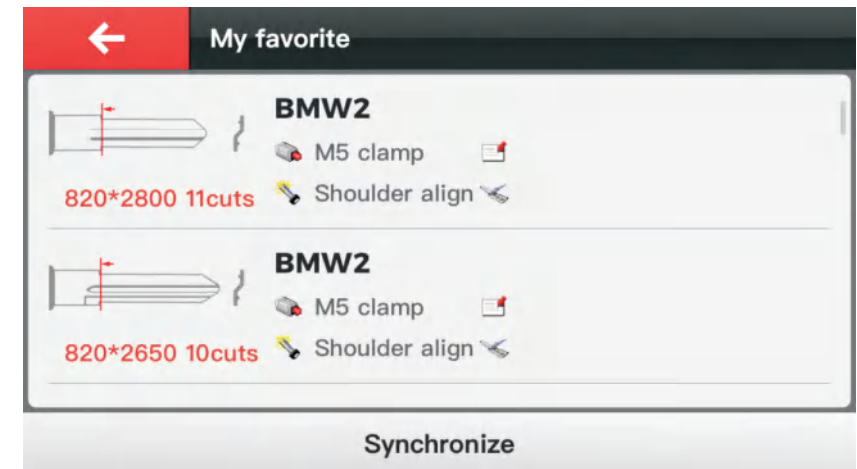 My favorite
BMW2
M5 clamp
820*2800 11cuts Shoulder align
BMW2
M5 clamp
820*2650 10cuts Shoulder align
Synchronize